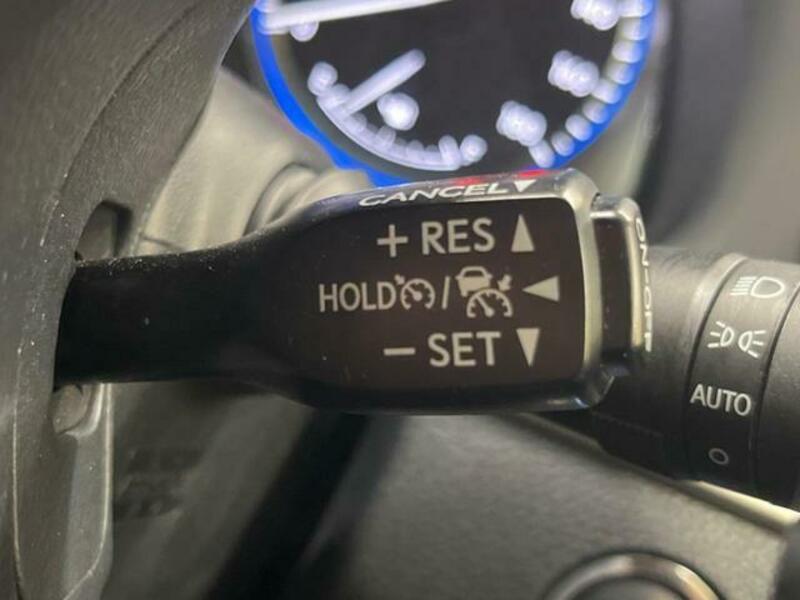 CANCEL
+ RES
HOLD /
− SET
ON-OFF
AUTO